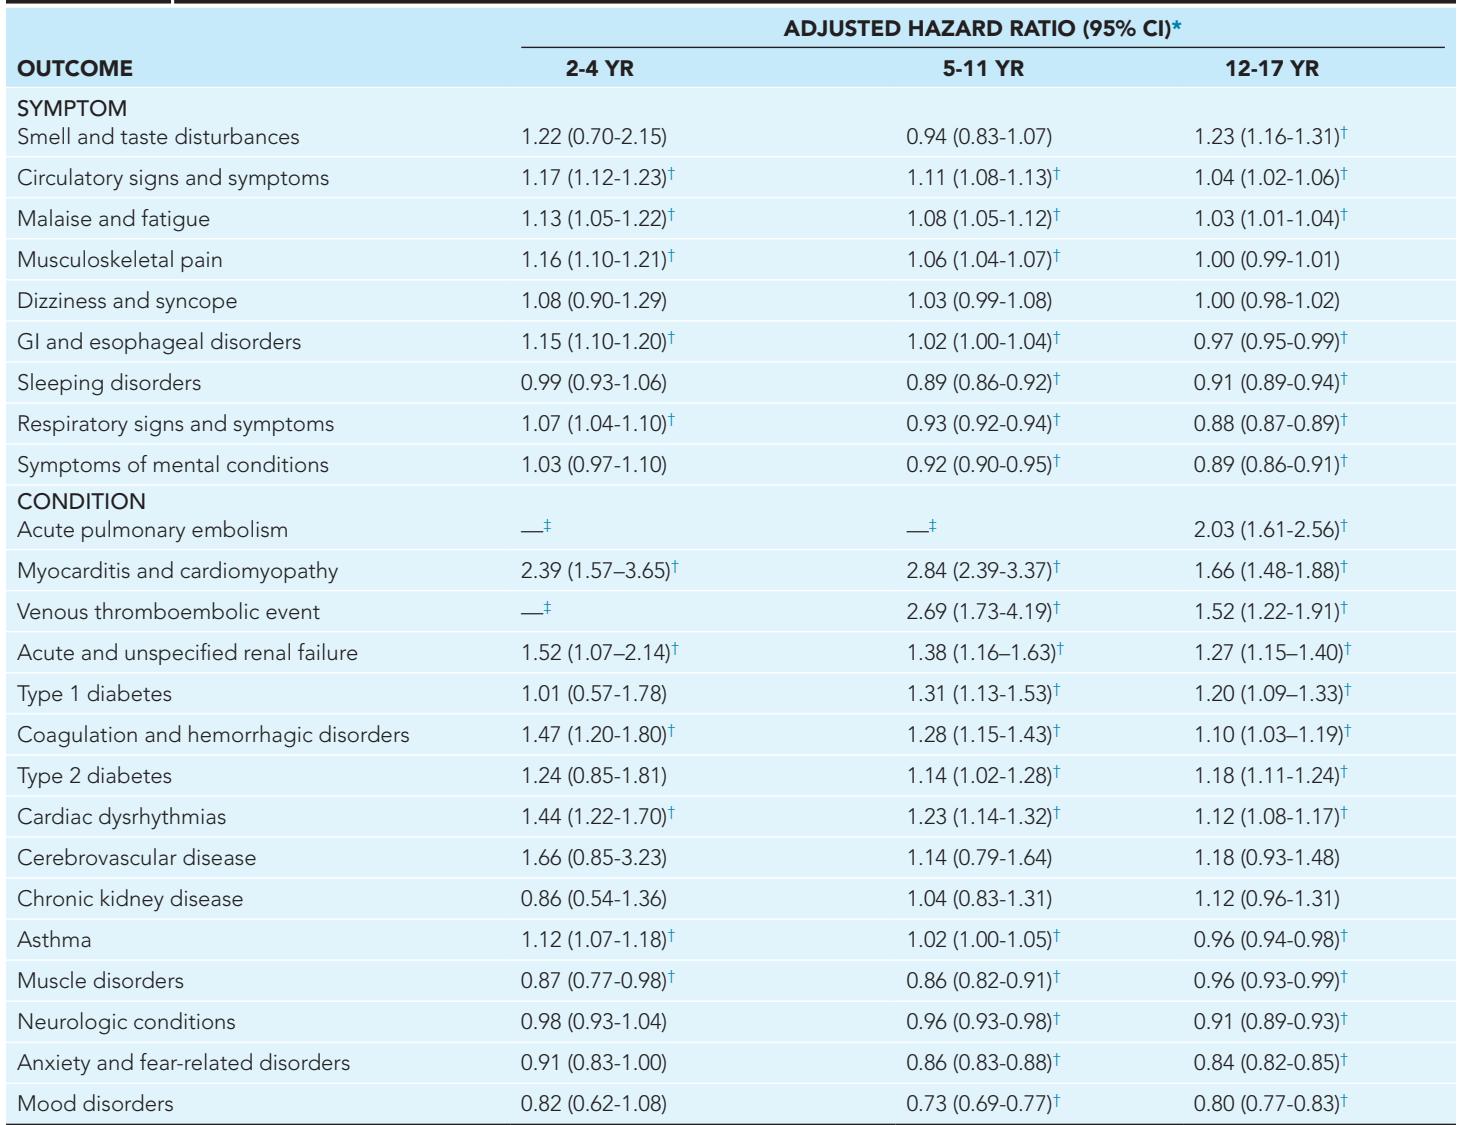 ADJUSTED HAZARD RATIO (95% CI)*
OUTCOME 2-4 YR 5-11 YR 12-17 YR
SYMPTOM
Smell and taste disturbances 1.22 (0.70-2.15) 0.94 (0.83-1.07) 1.23 (1.16-1.31)†
Circulatory signs and symptoms 1.17 (1.12-1.23)† 1.11 (1.08-1.13)† 1.04 (1.02-1.06)†
Malaise and fatigue 1.13 (1.05-1.22)† 1.08 (1.05-1.12)† 1.03 (1.01-1.04)†
Musculoskeletal pain 1.16 (1.10-1.21)† 1.06 (1.04-1.07)† 1.00 (0.99-1.01)
Dizziness and syncope 1.08 (0.90-1.29) 1.03 (0.99-1.08) 1.00 (0.98-1.02)
GI and esophageal disorders 1.15 (1.10-1.20)† 1.02 (1.00-1.04)† 0.97 (0.95-0.99)†
Sleeping disorders 0.99 (0.93-1.06) 0.89 (0.86-0.92)† 0.91 (0.89-0.94)†
Respiratory signs and symptoms 1.07 (1.04-1.10)† 0.93 (0.92-0.94)† 0.88 (0.87-0.89)†
Symptoms of mental conditions 1.03 (0.97-1.10) 0.92 (0.90-0.95)† 0.89 (0.86-0.91)†
CONDITION
Acute pulmonary embolism —‡ —‡ 2.03 (1.61-2.56)†
Myocarditis and cardiomyopathy 2.39 (1.57–3.65)† 2.84 (2.39-3.37)† 1.66 (1.48-1.88)†
Venous thromboembolic event —‡ 2.69 (1.73-4.19)† 1.52 (1.22-1.91)†
Acute and unspecified renal failure 1.52 (1.07–2.14)† 1.38 (1.16–1.63)† 1.27 (1.15–1.40)†
Type 1 diabetes 1.01 (0.57-1.78) 1.31 (1.13-1.53)† 1.20 (1.09–1.33)†
Coagulation and hemorrhagic disorders 1.47 (1.20-1.80)† 1.28 (1.15-1.43)† 1.10 (1.03–1.19)†
Type 2 diabetes 1.24 (0.85-1.81) 1.14 (1.02-1.28)† 1.18 (1.11-1.24)†
Cardiac dysrhythmias 1.44 (1.22-1.70)† 1.23 (1.14-1.32)† 1.12 (1.08-1.17)†
Cerebrovascular disease 1.66 (0.85-3.23) 1.14 (0.79-1.64) 1.18 (0.93-1.48)
Chronic kidney disease 0.86 (0.54-1.36) 1.04 (0.83-1.31) 1.12 (0.96-1.31)
Asthma 1.12 (1.07-1.18)† 1.02 (1.00-1.05)† 0.96 (0.94-0.98)†
Muscle disorders 0.87 (0.77-0.98)† 0.86 (0.82-0.91)† 0.96 (0.93-0.99)†
Neurologic conditions 0.98 (0.93-1.04) 0.96 (0.93-0.98)† 0.91 (0.89-0.93)†
Anxiety and fear-related disorders 0.91 (0.83-1.00) 0.86 (0.83-0.88)† 0.84 (0.82-0.85)†
Mood disorders 0.82 (0.62-1.08) 0.73 (0.69-0.77)† 0.80 (0.77-0.83)†